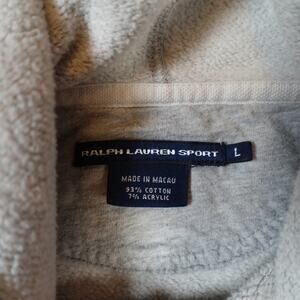 RALPH LAUREN SPORT L
MADE IN MACAU
93% COTTON
7% ACRYLIC